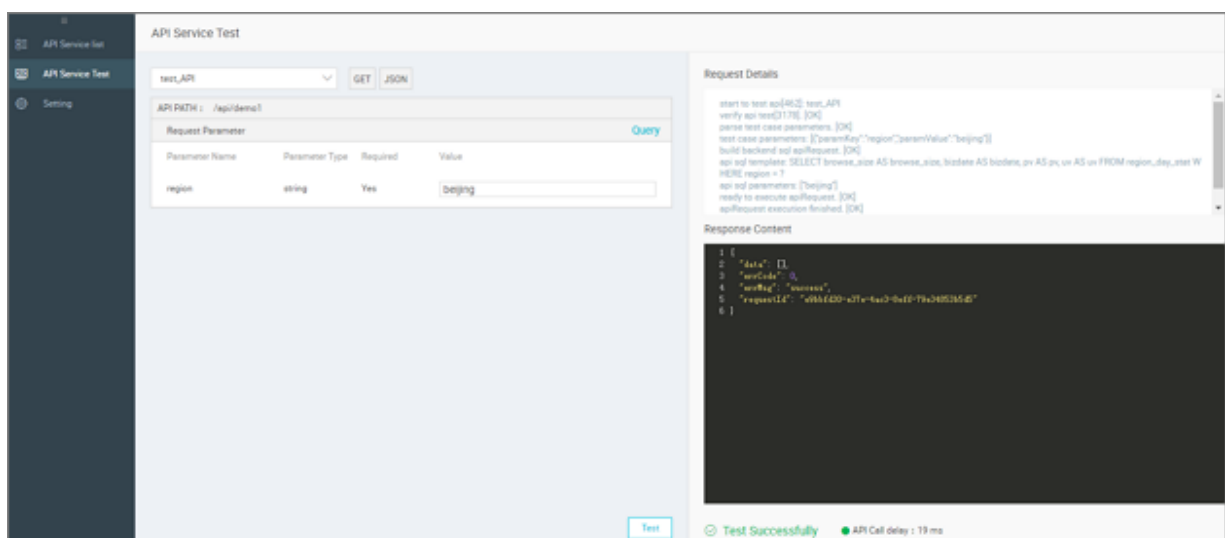 API Service list
API Service Test
Setting
API Service Test
test_API
GET JSON
API PATH : /api/demo1
Request Parameter Query
Parameter Name Parameter Type Required Value
region string Yes beijing
Test
Request Details
start to test api[462]: test_API
verify api test[3178]. [OK]
parse test case parameters. [OK]
test case parameters: [{"paramKey":"region","paramValue":"beijing"}]
build backend sql apiRequest. [OK]
api sql template: SELECT browse_size AS browse_size, bizdate AS bizdate, pv AS pv, uv AS uv FROM region_day_stat W
HERE region = ?
api sql parameters: ["beijing"]
ready to execute apiRequest. [OK]
apiRequest execution finished. [OK]
Response Content
1 {
2 "data": [],
3 "errCode": 0,
4 "errMsg": "success",
5 "requestId":
6 }
Test Successfully API Call delay : 19 ms